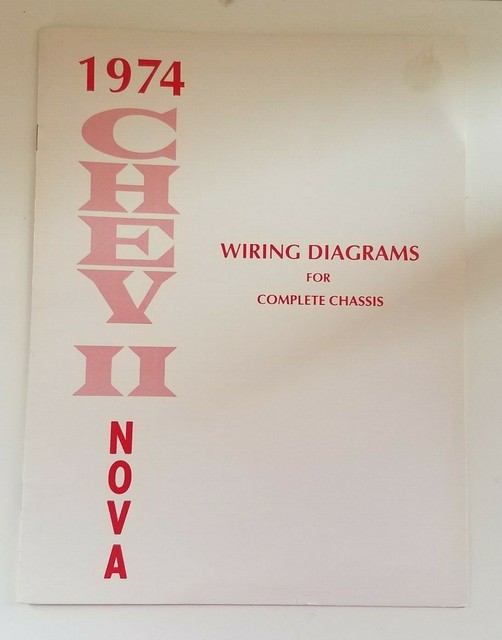 1974
CHEV II
NOVA
WIRING DIAGRAMS
FOR
COMPLETE CHASSIS